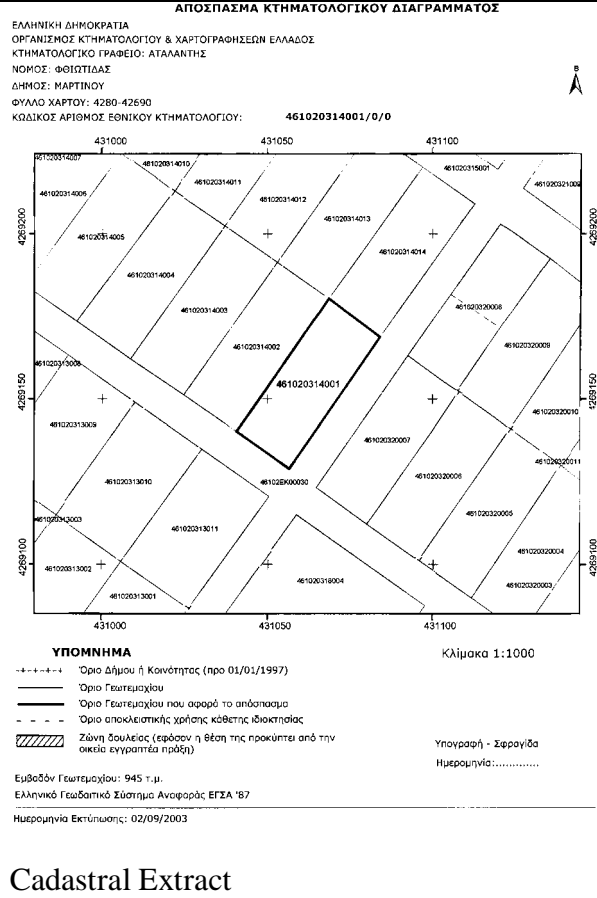 ΑΠΟΣΠΑΣΜΑ ΚΤΗΜΑΤΟΛΟΓΙΚΟΥ ΔΙΑΓΡΑΜΜΑΤΟΣ
ΕΛΛΗΝΙΚΗ ΔΗΜΟΚΡΑΤΙΑ
ΟΡΓΑΝΙΣΜΟΣ ΚΤΗΜΑΤΟΛΟΓΙΟΥ & ΧΑΡΤΟΓΡΑΦΗΣΕΩΝ ΕΛΛΑΔΟΣ
ΚΤΗΜΑΤΟΛΟΓΙΚΟ ΓΡΑΦΕΙΟ: ΑΤΑΛΑΝΤΗΣ
ΝΟΜΟΣ: ΦΘΙΩΤΙΔΑΣ
ΔΗΜΟΣ: ΜΑΡΤΙΝΟΥ
ΦΥΛΛΟ ΧΑΡΤΟΥ: 4280-42690
ΚΩΔΙΚΟΣ ΑΡΙΘΜΟΣ ΕΘΝΙΚΟΥ ΚΤΗΜΑΤΟΛΟΓΙΟΥ: 461020314001/0/0
Β
431000 431050 431100
461020314007 461020314010 461020315001
461020314011 461020321009
461020314006 461020314012
461020314013
4269200 4269200
461020314005
461020314014
461020314004
461020314003 461020320008
461020314002 461020320009
461020313008
461020314001
4269150 4269150
461020313009 461020320010
461020320007
461020320011
461020313010 46102ΕΚ00030 461020320006
461020313003 461020313011 461020320005
4269100 4269100
461020320004
461020313002 461020318004 461020320003
461020313001
431000 431050 431100
ΥΠΟΜΝΗΜΑ
Κλίμακα 1:1000
Όριο Δήμου ή Κοινότητας (προ 01/01/1997)
Όριο Γεωτεμαχίου
Όριο Γεωτεμαχίου που αφορά το απόσπασμα
Όριο αποκλειστικής χρήσης κάθετης ιδιοκτησίας
Ζώνη δουλείας (εφόσον η θέση της προκύπτει από την
οικεία εγγραπτέα πράξη)
Υπογραφή - Σφραγίδα
Ημερομηνία:.............
Εμβαδόν Γεωτεμαχίου: 945 τ.μ.
Ελληνικό Γεωδαιτικό Σύστημα Αναφοράς ΕΓΣΑ '87
Ημερομηνία Εκτύπωσης: 02/09/2003
Cadastral Extract